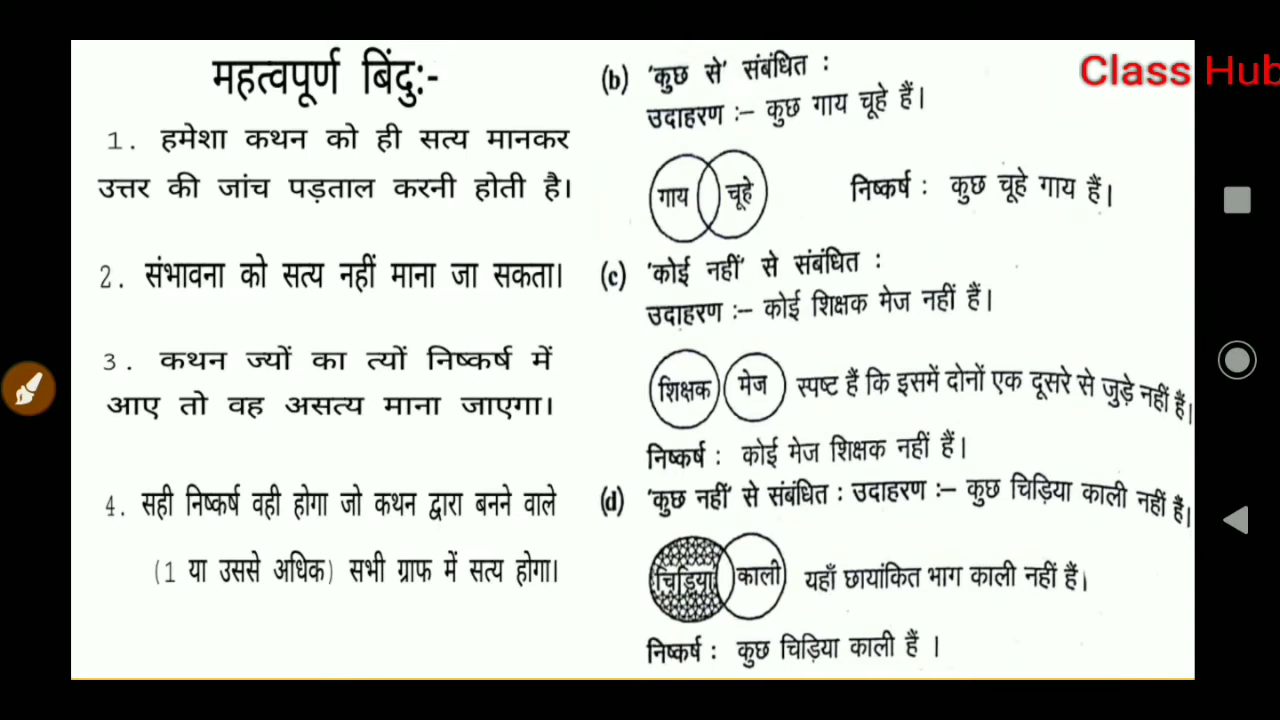 महत्वपूर्ण बिंदु:-
1. हमेशा कथन को ही सत्य मानकर
उत्तर की जांच पड़ताल करनी होती है।
2. संभावना को सत्य नहीं माना जा सकता।
3. कथन ज्यों का त्यों निष्कर्ष में
आए तो वह असत्य माना जाएगा।
4. सही निष्कर्ष वही होगा जो कथन द्वारा बनने वाले
(1 या उससे अधिक) सभी ग्राफ में सत्य होगा।
Class Hub
(b) 'कुछ से' संबंधित :
उदाहरण :– कुछ गाय चूहे हैं।
गाय चूहे निष्कर्ष : कुछ चूहे गाय हैं।
(c) 'कोई नहीं' से संबंधित :
उदाहरण :– कोई शिक्षक मेज नहीं हैं।
शिक्षक मेज स्पष्ट हैं कि इसमें दोनों एक दूसरे से जुड़े नहीं हैं।
निष्कर्ष : कोई मेज शिक्षक नहीं हैं।
(d) 'कुछ नहीं' से संबंधित : उदाहरण :– कुछ चिड़िया काली नहीं हैं।
चिड़िया काली यहाँ छायांकित भाग काली नहीं हैं।
निष्कर्ष : कुछ चिड़िया काली हैं ।